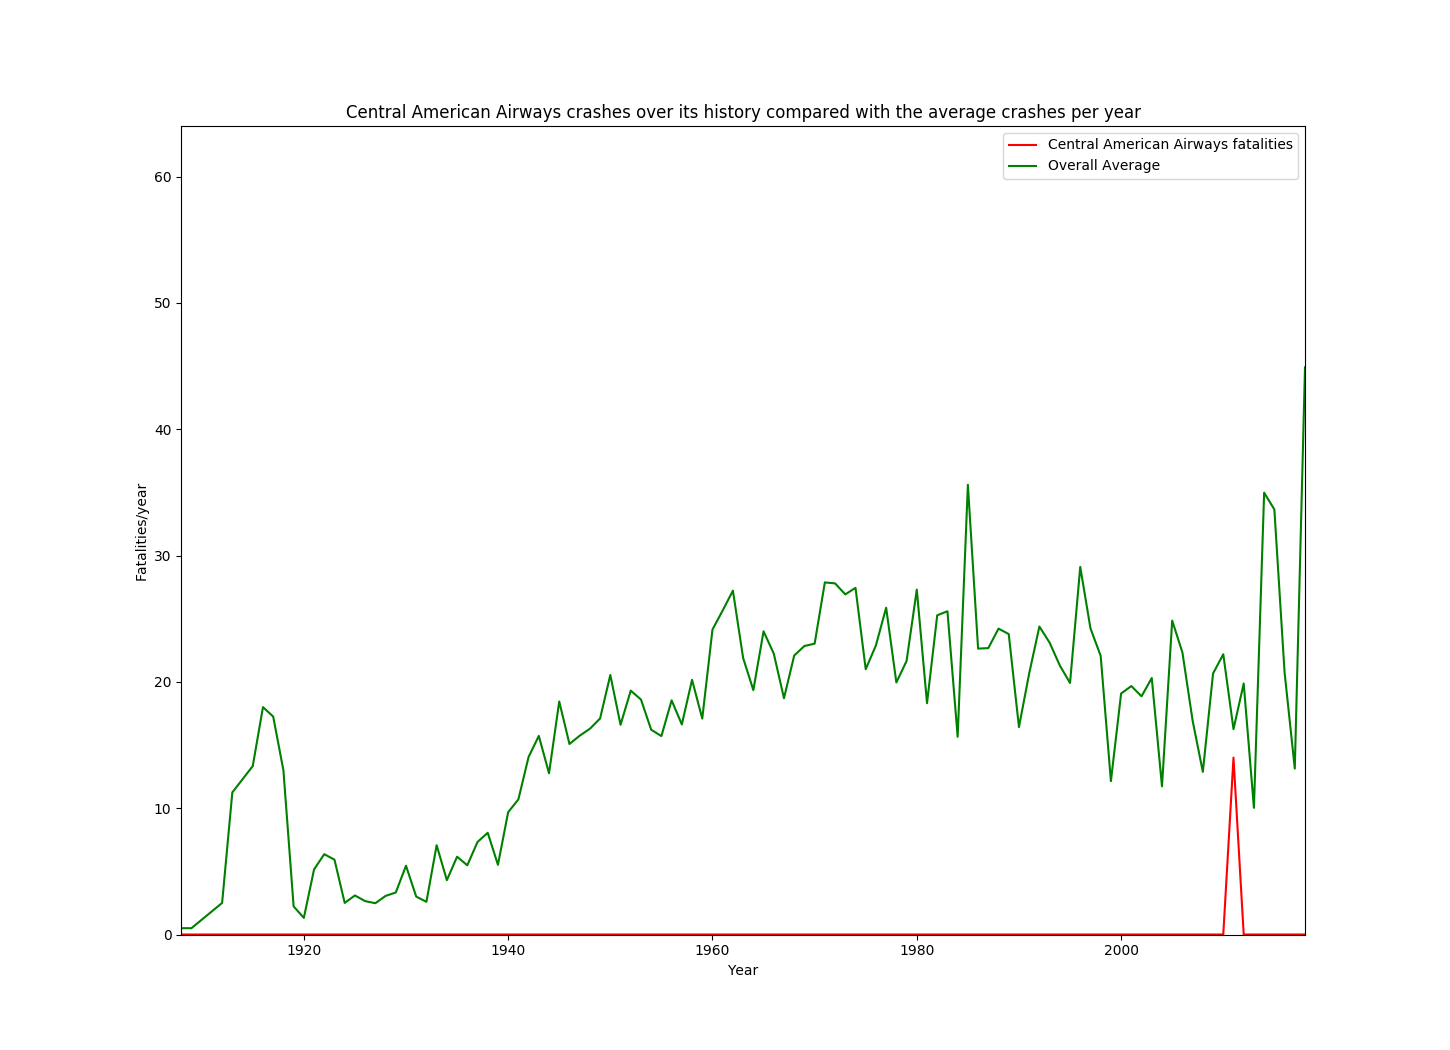 Central American Airways crashes over its history compared with the average crashes per year
Central American Airways fatalities
Overall Average
60
50
40
30
20
10
0
Fatalities/year
1920 1940 1960 1980 2000
Year